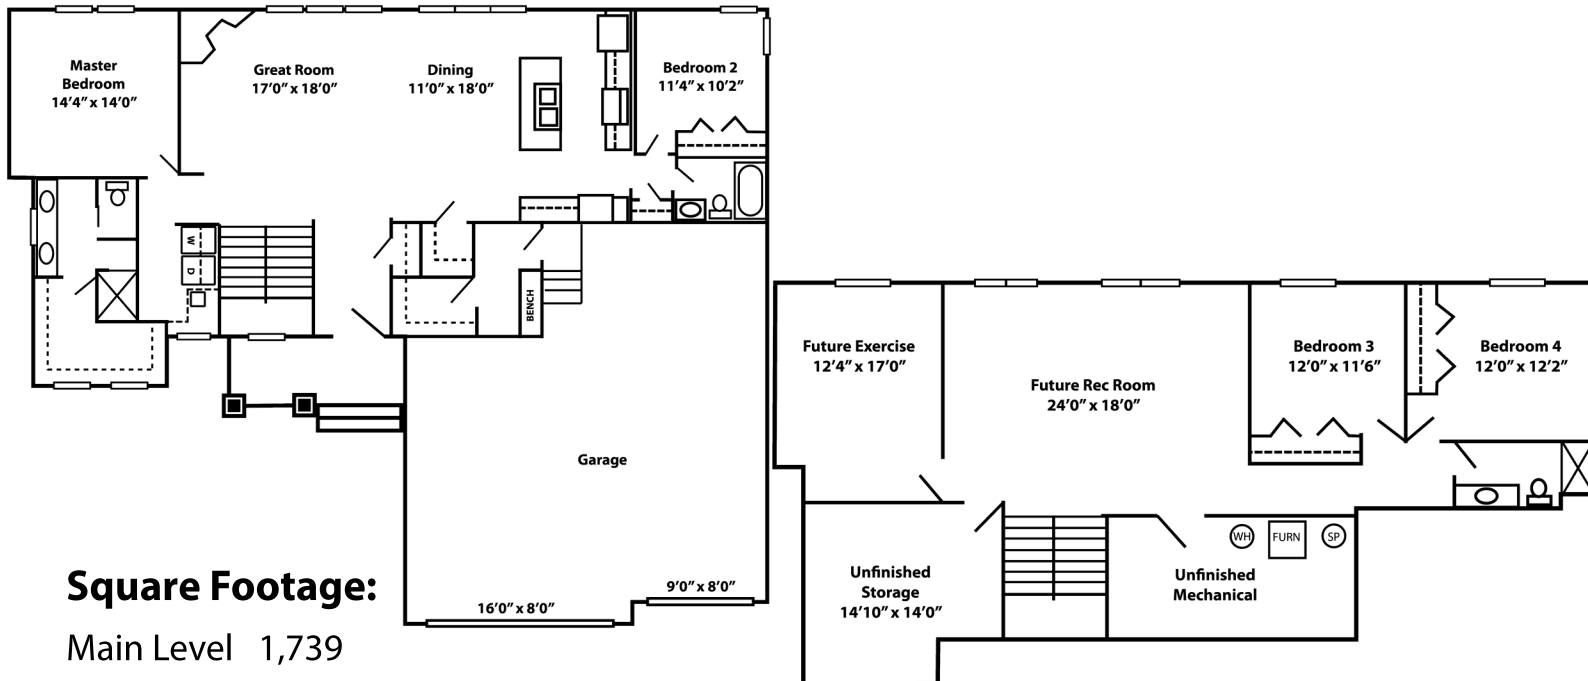 Master
Bedroom
14'4" x 14'0"
Great Room
17'0" x 18'0"
Dining
11'0" x 18'0"
Bedroom 2
11'4" x 10'2"
W
D
BENCH
Garage
16'0" x 8'0"
9'0" x 8'0"
Future Exercise
12'4" x 17'0"
Future Rec Room
24'0" x 18'0"
Bedroom 3
12'0" x 11'6"
Bedroom 4
12'0" x 12'2"
Unfinished
Storage
14'10" x 14'0"
WH
FURN
SP
Unfinished
Mechanical
Square Footage:
Main Level 1,739